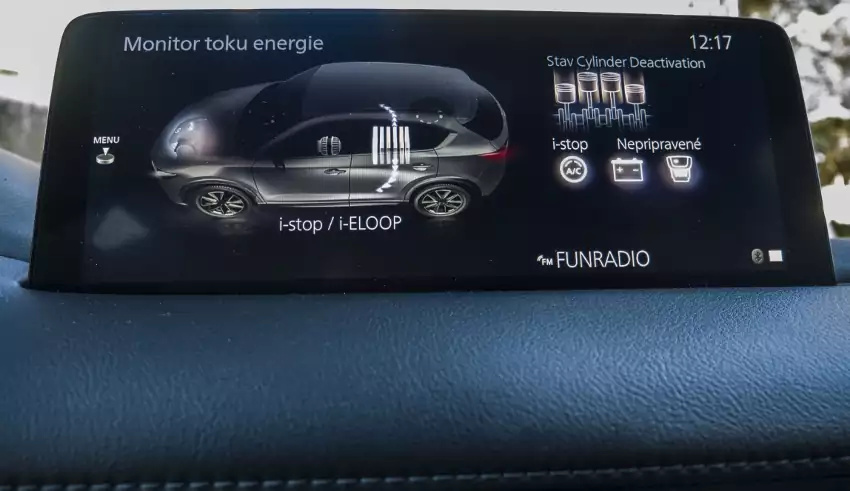 Monitor toku energie
12:17
Stav Cylinder Deactivation
MENU
i-stop Nepripravené
A/C
i-stop / i-ELOOP
FM FUNRADIO